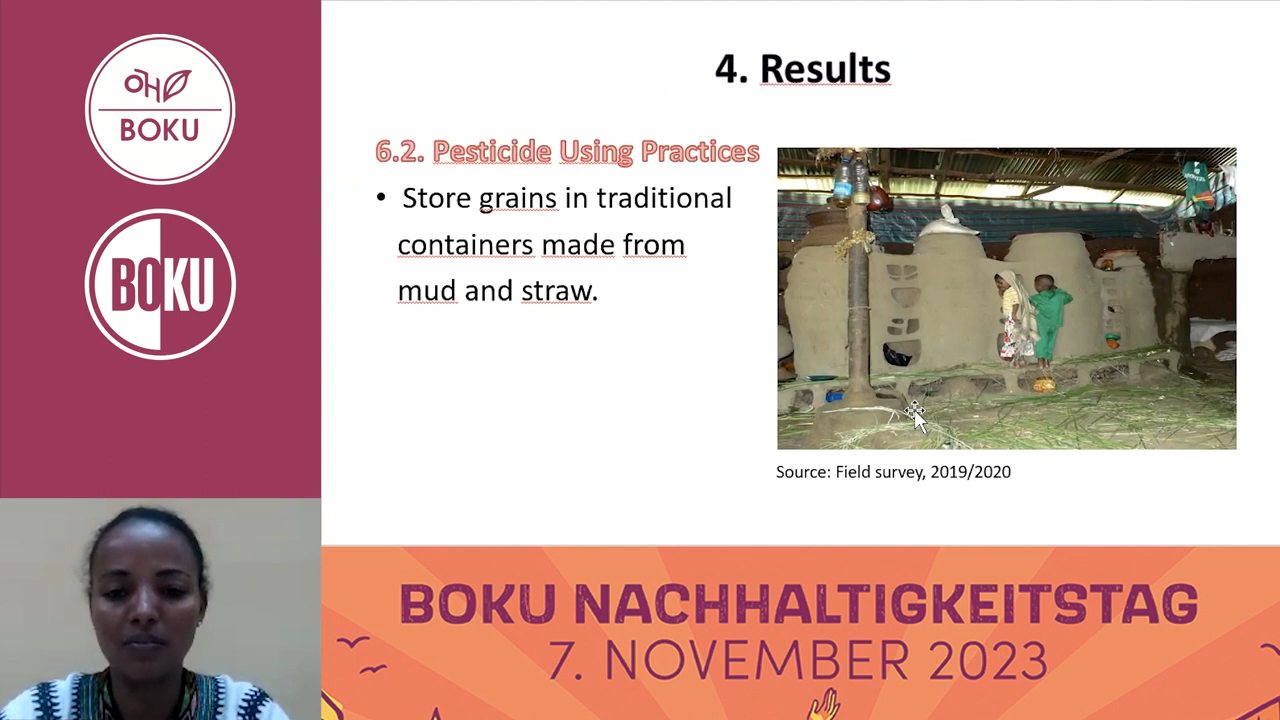 ÖH
BOKU
BOKU
4. Results
6.2. Pesticide Using Practices
• Store grains in traditional
containers made from
mud and straw.
Source: Field survey, 2019/2020
BOKU NACHHALTIGKEITSTAG
7. NOVEMBER 2023